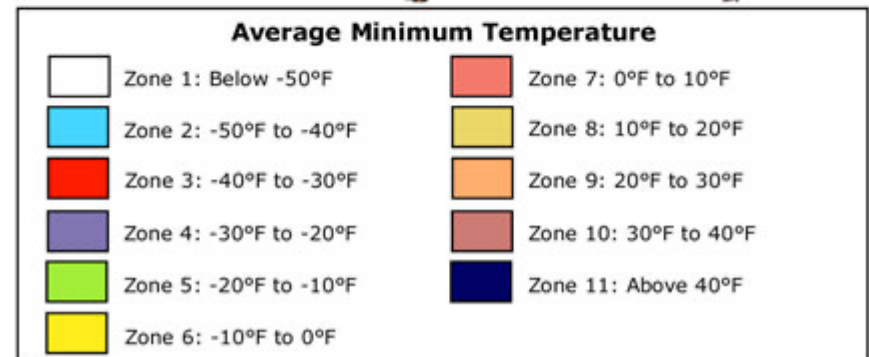 Average Minimum Temperature
Zone 1: Below -50°F
Zone 2: -50°F to -40°F
Zone 3: -40°F to -30°F
Zone 4: -30°F to -20°F
Zone 5: -20°F to -10°F
Zone 6: -10°F to 0°F
Zone 7: 0°F to 10°F
Zone 8: 10°F to 20°F
Zone 9: 20°F to 30°F
Zone 10: 30°F to 40°F
Zone 11: Above 40°F